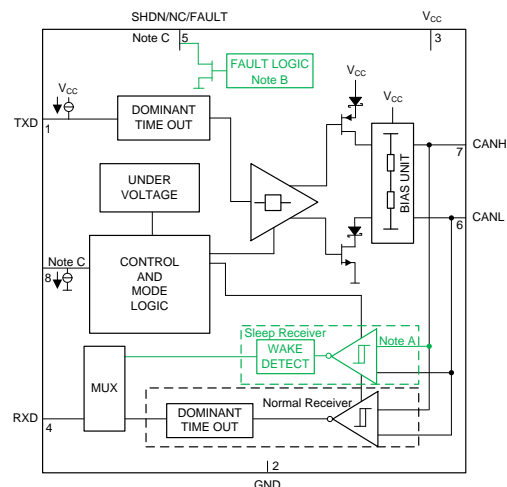 SHDN/NC/FAULT
VCC
Note C
5
3
FAULT LOGIC
Note B
VCC
VCC
TXD
1
DOMINANT
TIME OUT
VCC
CANH
7
UNDER
VOLTAGE
BIAS UNIT
CANL
6
Note C
8
CONTROL
AND
MODE
LOGIC
Sleep Receiver
Note A
WAKE
DETECT
MUX
Normal Receiver
RXD
4
DOMINANT
TIME OUT
2
GND